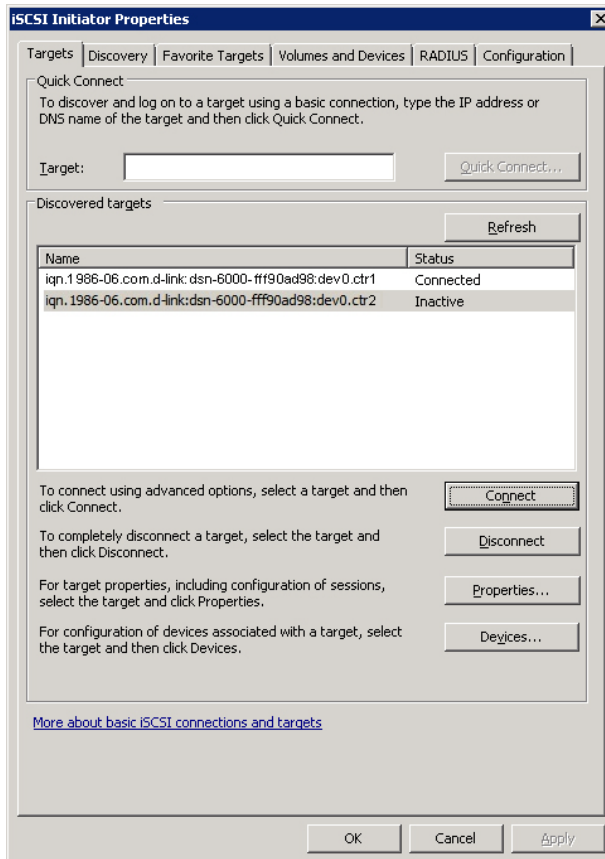 iSCSI Initiator Properties
Targets Discovery Favorite Targets Volumes and Devices RADIUS Configuration
Quick Connect
To discover and log on to a target using a basic connection, type the IP address or
DNS name of the target and then click Quick Connect.
Target: Quick Connect...
Discovered targets
Refresh
Name Status
iqn.1986-06.com.d-link:dsn-6000-fff90ad98:dev0.ctr1 Connected
iqn.1986-06.com.d-link:dsn-6000-fff90ad98:dev0.ctr2 Inactive
To connect using advanced options, select a target and then
click Connect.
Connect
To completely disconnect a target, select the target and
then click Disconnect.
Disconnect
For target properties, including configuration of sessions,
select the target and click Properties.
Properties...
For configuration of devices associated with a target, select
the target and then click Devices.
Devices...
More about basic iSCSI connections and targets
OK Cancel Apply